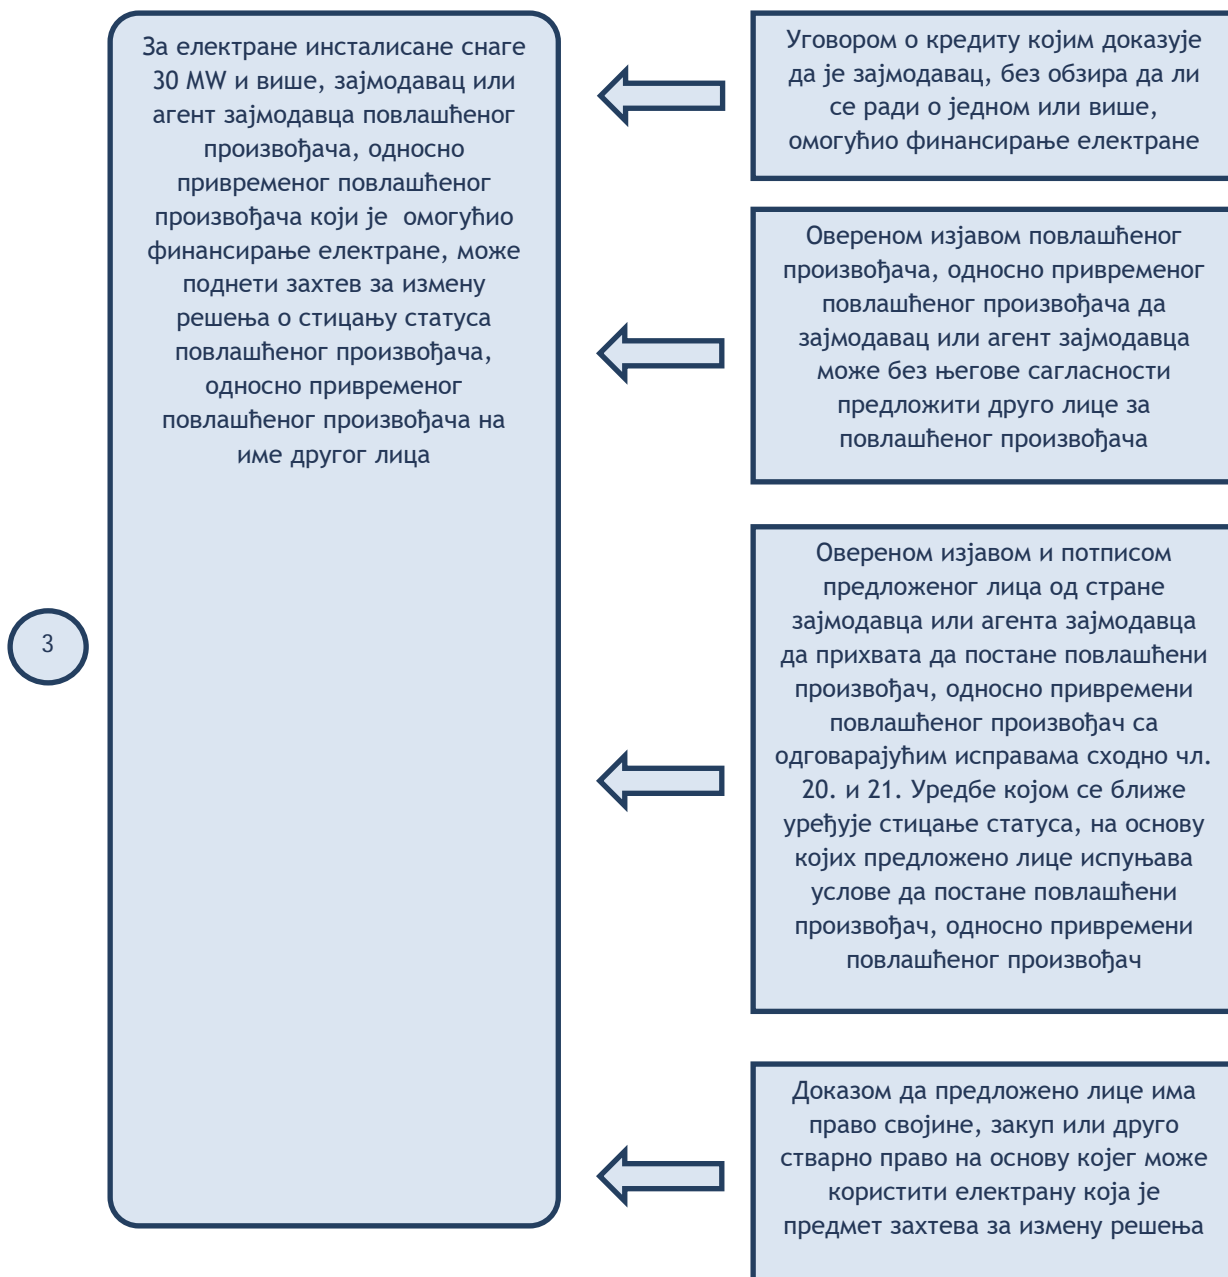 За електране инсталисане снаге
30 MW и више, зајмодавац или
агент зајмодавца повлашћеног
произвођача, односно
привременог повлашћеног
произвођача који је омогућио
финансирање електране, може
поднети захтев за измену
решења о стицању статуса
повлашћеног произвођача,
односно привременог
повлашћеног произвођача на
име другог лица
3
Уговором о кредиту којим доказује
да је зајмодавац, без обзира да ли
се ради о једном или више,
омогућио финансирање електране
Овереном изјавом повлашћеног
произвођача, односно привременог
повлашћеног произвођача да
зајмодавац или агент зајмодавца
може без његове сагласности
предложити друго лице за
повлашћеног произвођача
Овереном изјавом и потписом
предложеног лица од стране
зајмодавца или агента зајмодавца
да прихвата да постане повлашћени
произвођач, односно привремени
повлашћеног произвођач са
одговарајућим исправама сходно чл.
20. и 21. Уредбе којом се ближе
уређује стицање статуса, на основу
којих предложено лице испуњава
услове да постане повлашћени
произвођач, односно привремени
повлашћеног произвођач
Доказом да предложено лице има
право својине, закуп или друго
стварно право на основу којег може
користити електрану која је
предмет захтева за измену решења